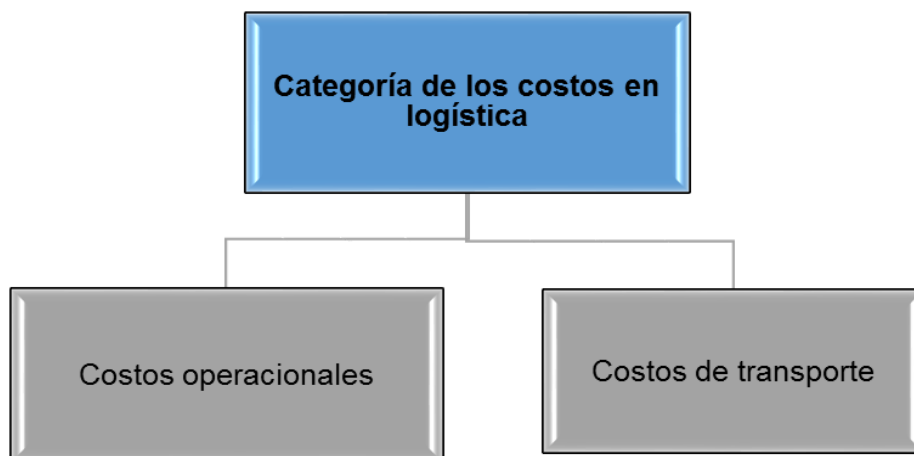 Categoría de los costos en
logística
Costos operacionales
Costos de transporte